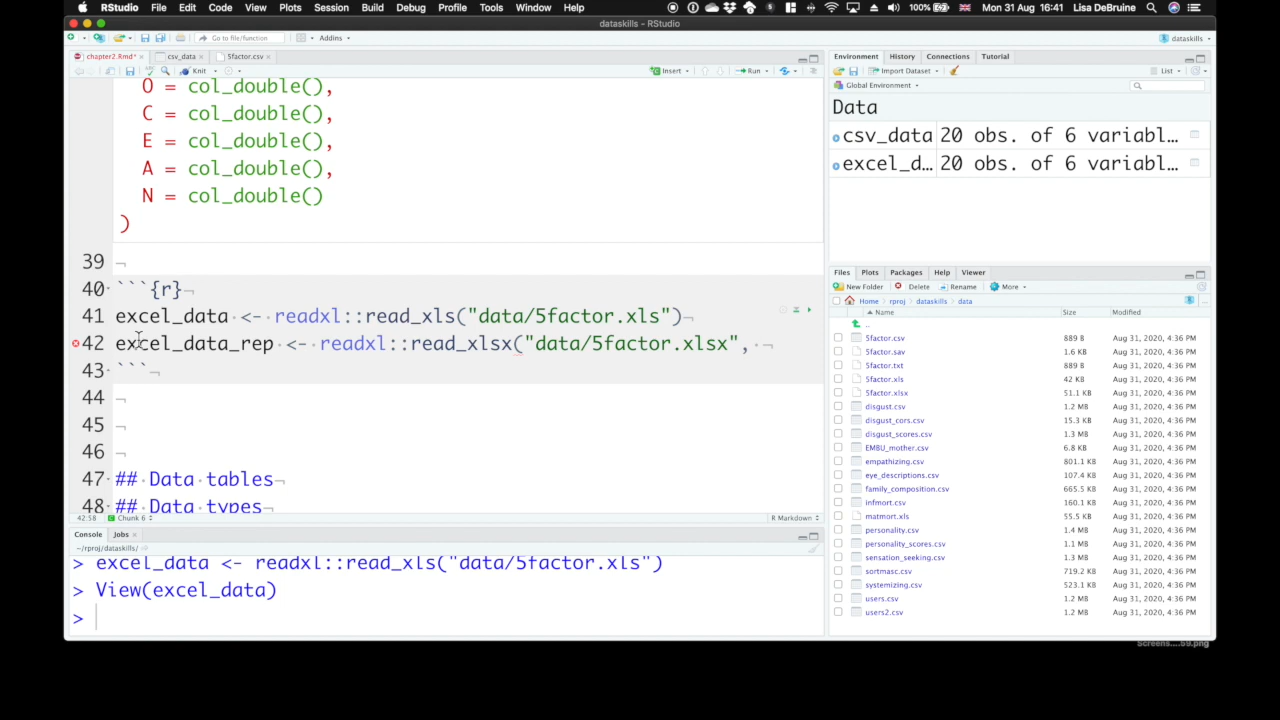 RStudio File Edit Code View Plots Session Build Debug Profile Tools Window Help 100% Mon 31 Aug 16:41 Lisa DeBruine
dataskills - RStudio
Go to file/function Addins dataskills
chapter2.Rmd* csv_data 5factor.csv
Knit Insert Run
O = col_double(),
C = col_double(),
E = col_double(),
A = col_double(),
N = col_double()
)
39
40 ```{r}
41 excel_data <- readxl::read_xls("data/5factor.xls")
42 excel_data_rep <- readxl::read_xlsx("data/5factor.xlsx",
43 ```
44
45
46
47 ## Data tables
48 ## Data types
42:58 Chunk 6 R Markdown
Console Jobs
~/rproj/dataskills/
> excel_data <- readxl::read_xls("data/5factor.xls")
> View(excel_data)
>
Environment History Connections Tutorial
Import Dataset List
Global Environment
Data
csv_data 20 obs. of 6 variabl…
excel_d… 20 obs. of 6 variabl…
Files Plots Packages Help Viewer
New Folder Delete Rename More
Home rproj dataskills data
Name Size Modified
..
5factor.csv 889 B Aug 31, 2020, 4:36 PM
5factor.sav 1.6 KB Aug 31, 2020, 4:36 PM
5factor.txt 889 B Aug 31, 2020, 4:36 PM
5factor.xls 42 KB Aug 31, 2020, 4:36 PM
5factor.xlsx 51.1 KB Aug 31, 2020, 4:36 PM
disgust.csv 1.2 MB Aug 31, 2020, 4:36 PM
disgust_cors.csv 15.3 KB Aug 31, 2020, 4:36 PM
disgust_scores.csv 1.3 MB Aug 31, 2020, 4:36 PM
EMBU_mother.csv 6.8 KB Aug 31, 2020, 4:36 PM
empathizing.csv 801.1 KB Aug 31, 2020, 4:36 PM
eye_descriptions.csv 107.4 KB Aug 31, 2020, 4:36 PM
family_composition.csv 665.5 KB Aug 31, 2020, 4:36 PM
infmort.csv 160.1 KB Aug 31, 2020, 4:36 PM
matmort.xls 55.5 KB Aug 31, 2020, 4:36 PM
personality.csv 1.4 MB Aug 31, 2020, 4:36 PM
personality_scores.csv 1.1 MB Aug 31, 2020, 4:36 PM
sensation_seeking.csv 1.3 MB Aug 31, 2020, 4:36 PM
sortmasc.csv 719.2 KB Aug 31, 2020, 4:36 PM
systemizing.csv 523.1 KB Aug 31, 2020, 4:36 PM
users.csv 1.2 MB Aug 31, 2020, 4:36 PM
users2.csv 1.2 MB Aug 31, 2020, 4:36 PM
Screens....59.png